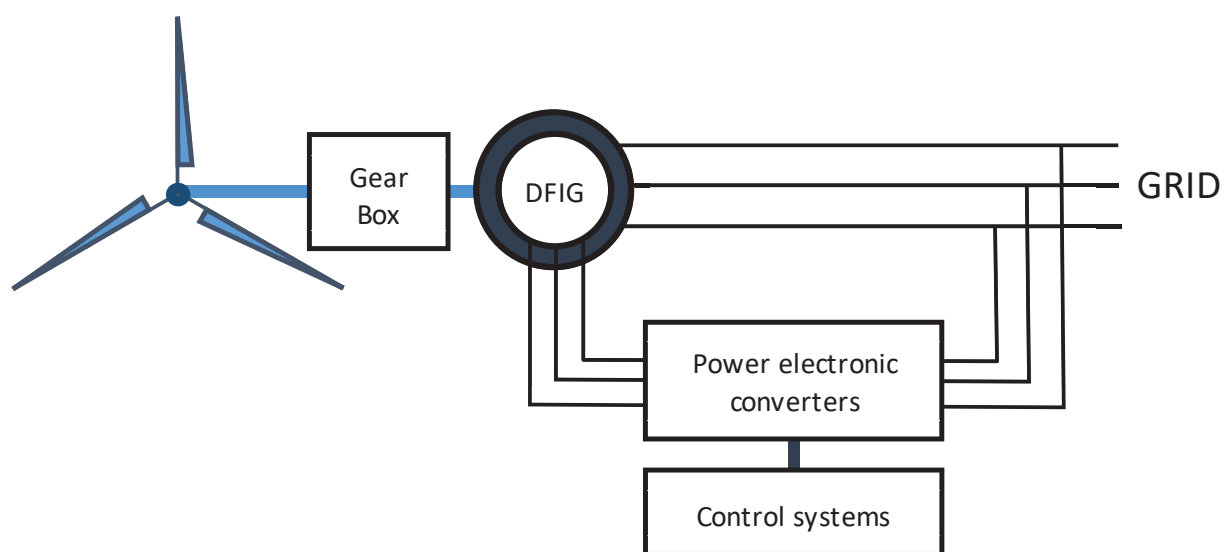 Gear
Box
DFIG
GRID
Power electronic
converters
Control systems